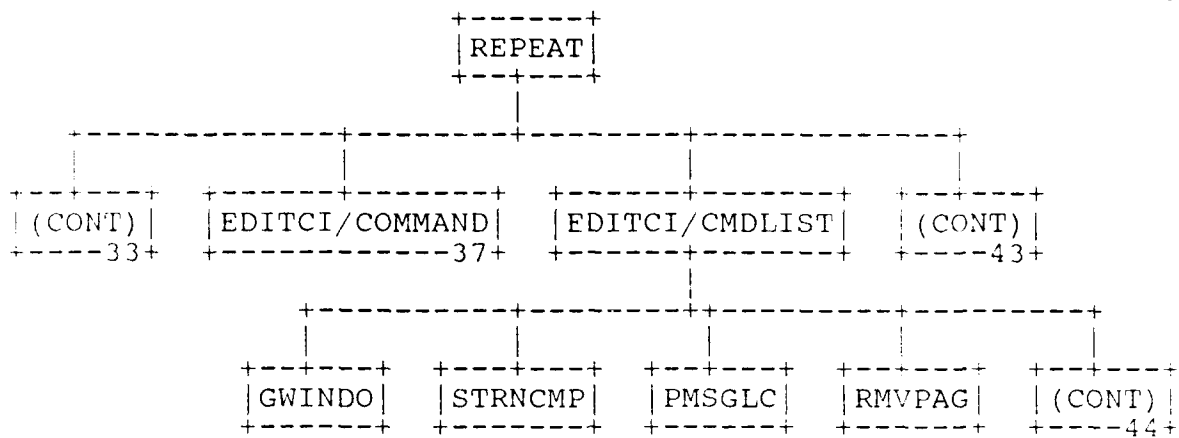 REPEAT
(CONT) EDITCI/COMMAND EDITCI/CMDLIST (CONT)
33 37 43
GWINDO STRNCMP PMSGLC RMVPAG (CONT)
44